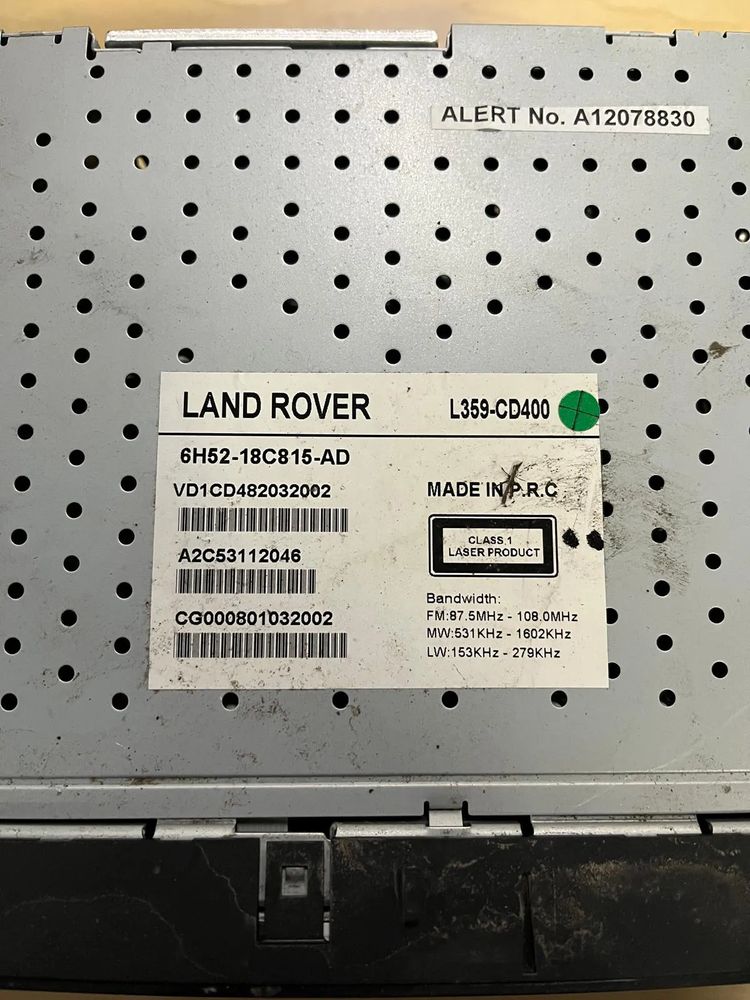 ALERT No. A12078830
LAND ROVER
L359-CD400
6H52-18C815-AD
VD1CD482032002
MADE IN P.R.C
CLASS 1
LASER PRODUCT
A2C53112046
CG000801032002
Bandwidth:
FM:87.5MHz - 108.0MHz
MW:531KHz - 1602KHz
LW:153KHz - 279KHz